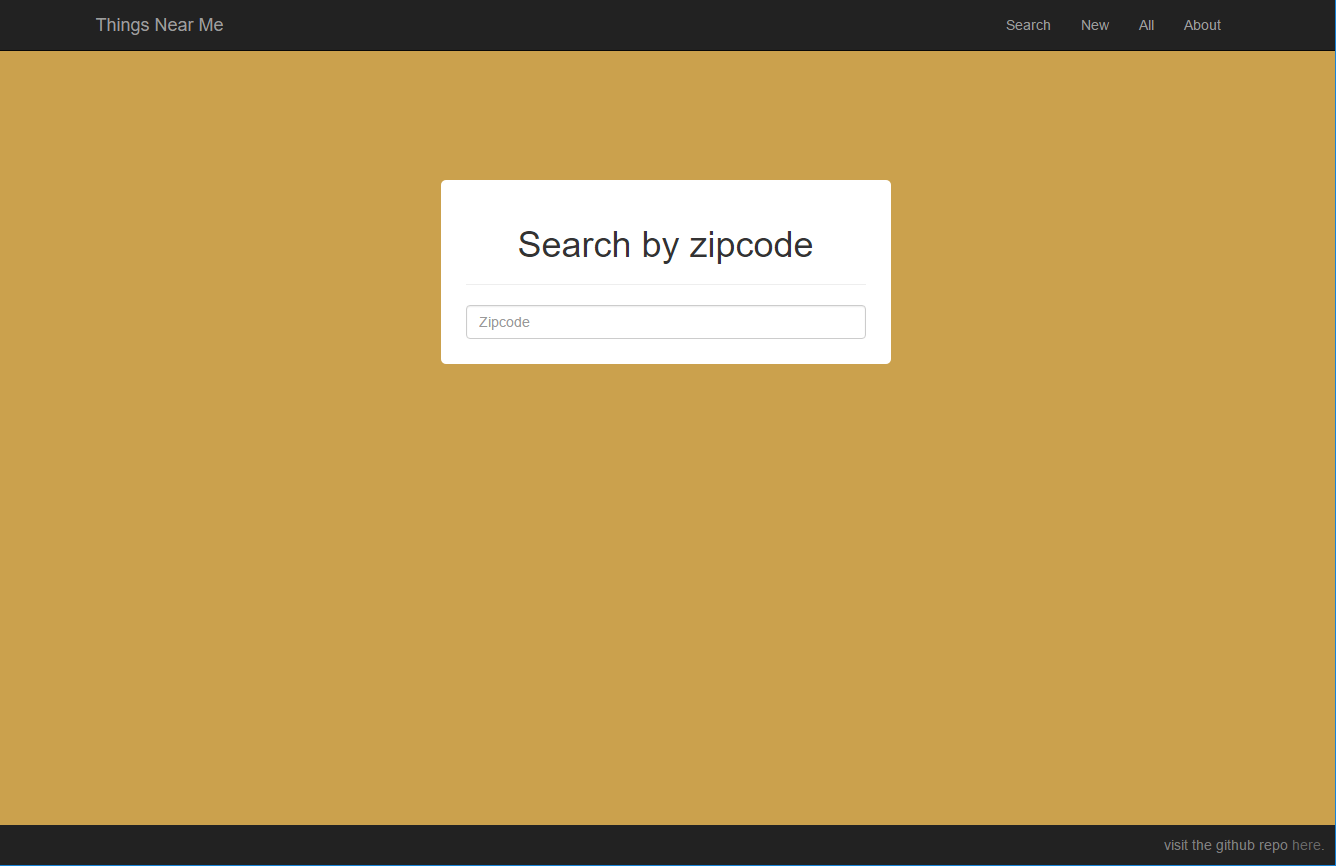 Things Near Me
Search New All About
Search by zipcode
Zipcode
visit the github repo here.